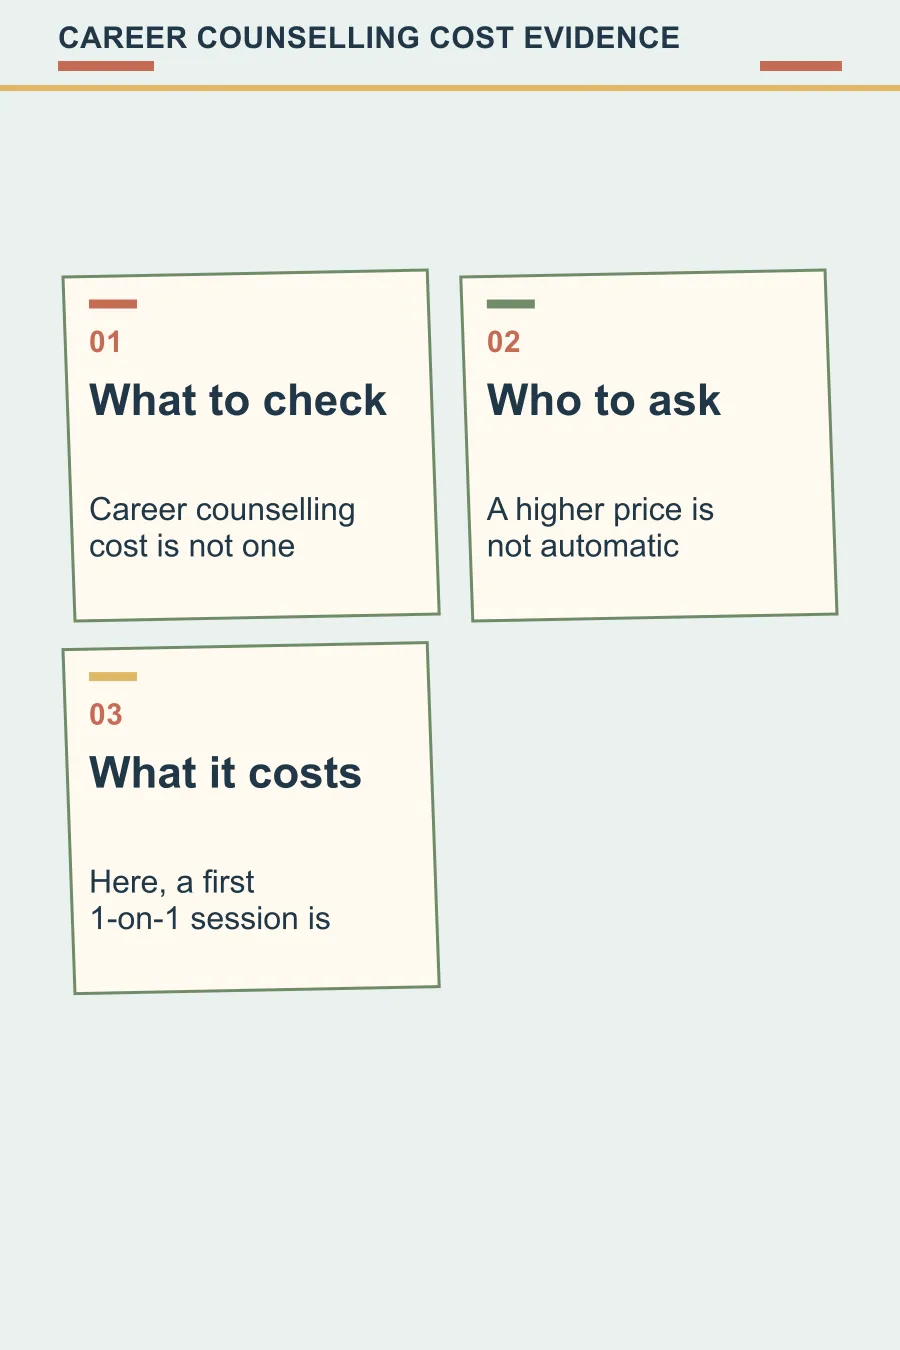 CAREER COUNSELLING COST EVIDENCE
01
What to check
Career counselling
cost is not one
02
Who to ask
A higher price is
not automatic
03
What it costs
Here, a first
1-on-1 session is